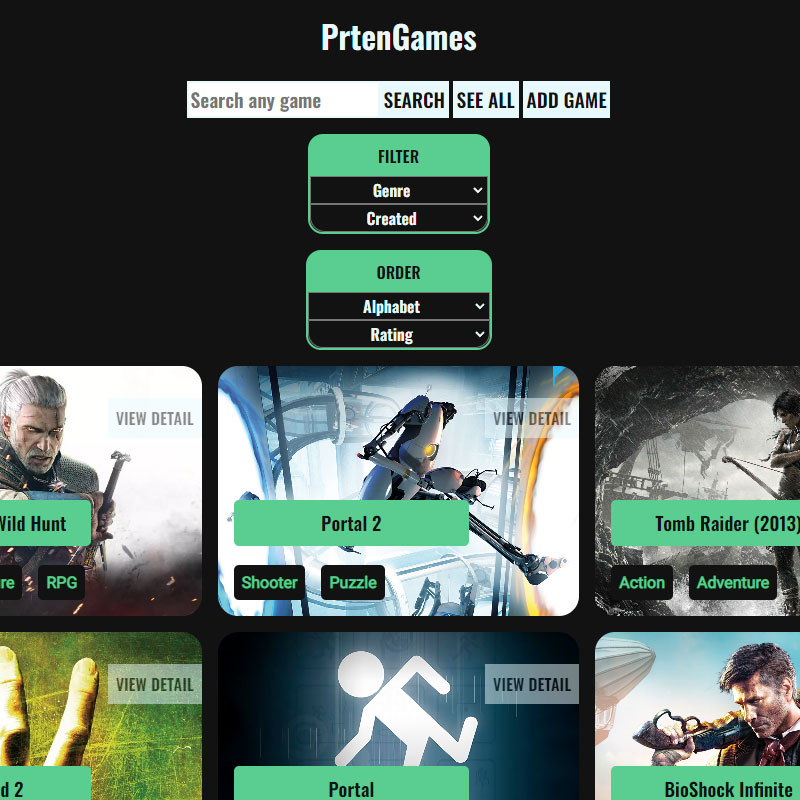 PrtenGames
Search any game SEARCH SEE ALL ADD GAME
FILTER
Genre
Created
ORDER
Alphabet
Rating
VIEW DETAIL VIEW DETAIL
Wild Hunt Portal 2 Tomb Raider (2013)
re RPG Shooter Puzzle Action Adventure
VIEW DETAIL VIEW DETAIL
d 2 Portal BioShock Infinite